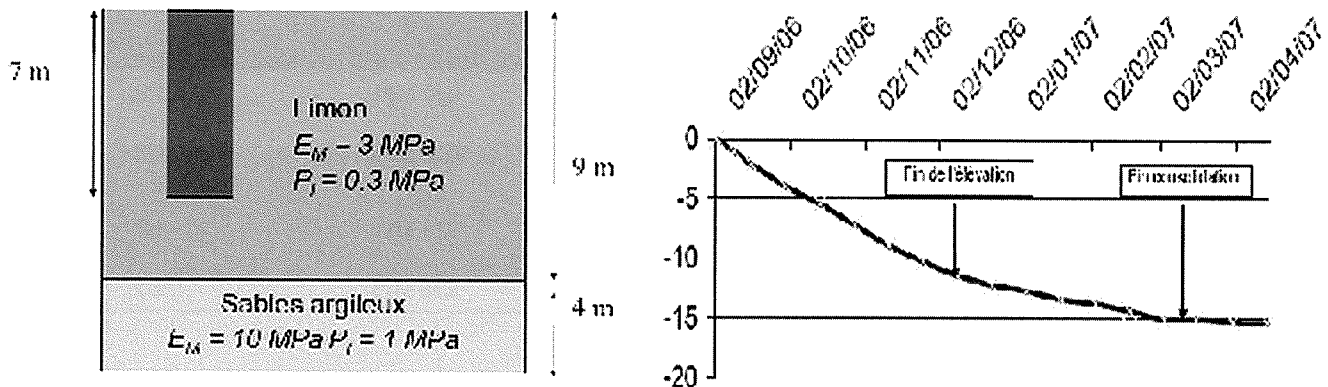 7 m
Limon
E_M = 3 MPa
P_l = 0.3 MPa
9 m
Sables argileux
E_M = 10 MPa P_l = 1 MPa
4 m
02/09/06
02/10/06
02/11/06
02/12/06
02/01/07
02/02/07
02/03/07
02/04/07
0
-5
-10
-15
-20
Fin de l'élévation